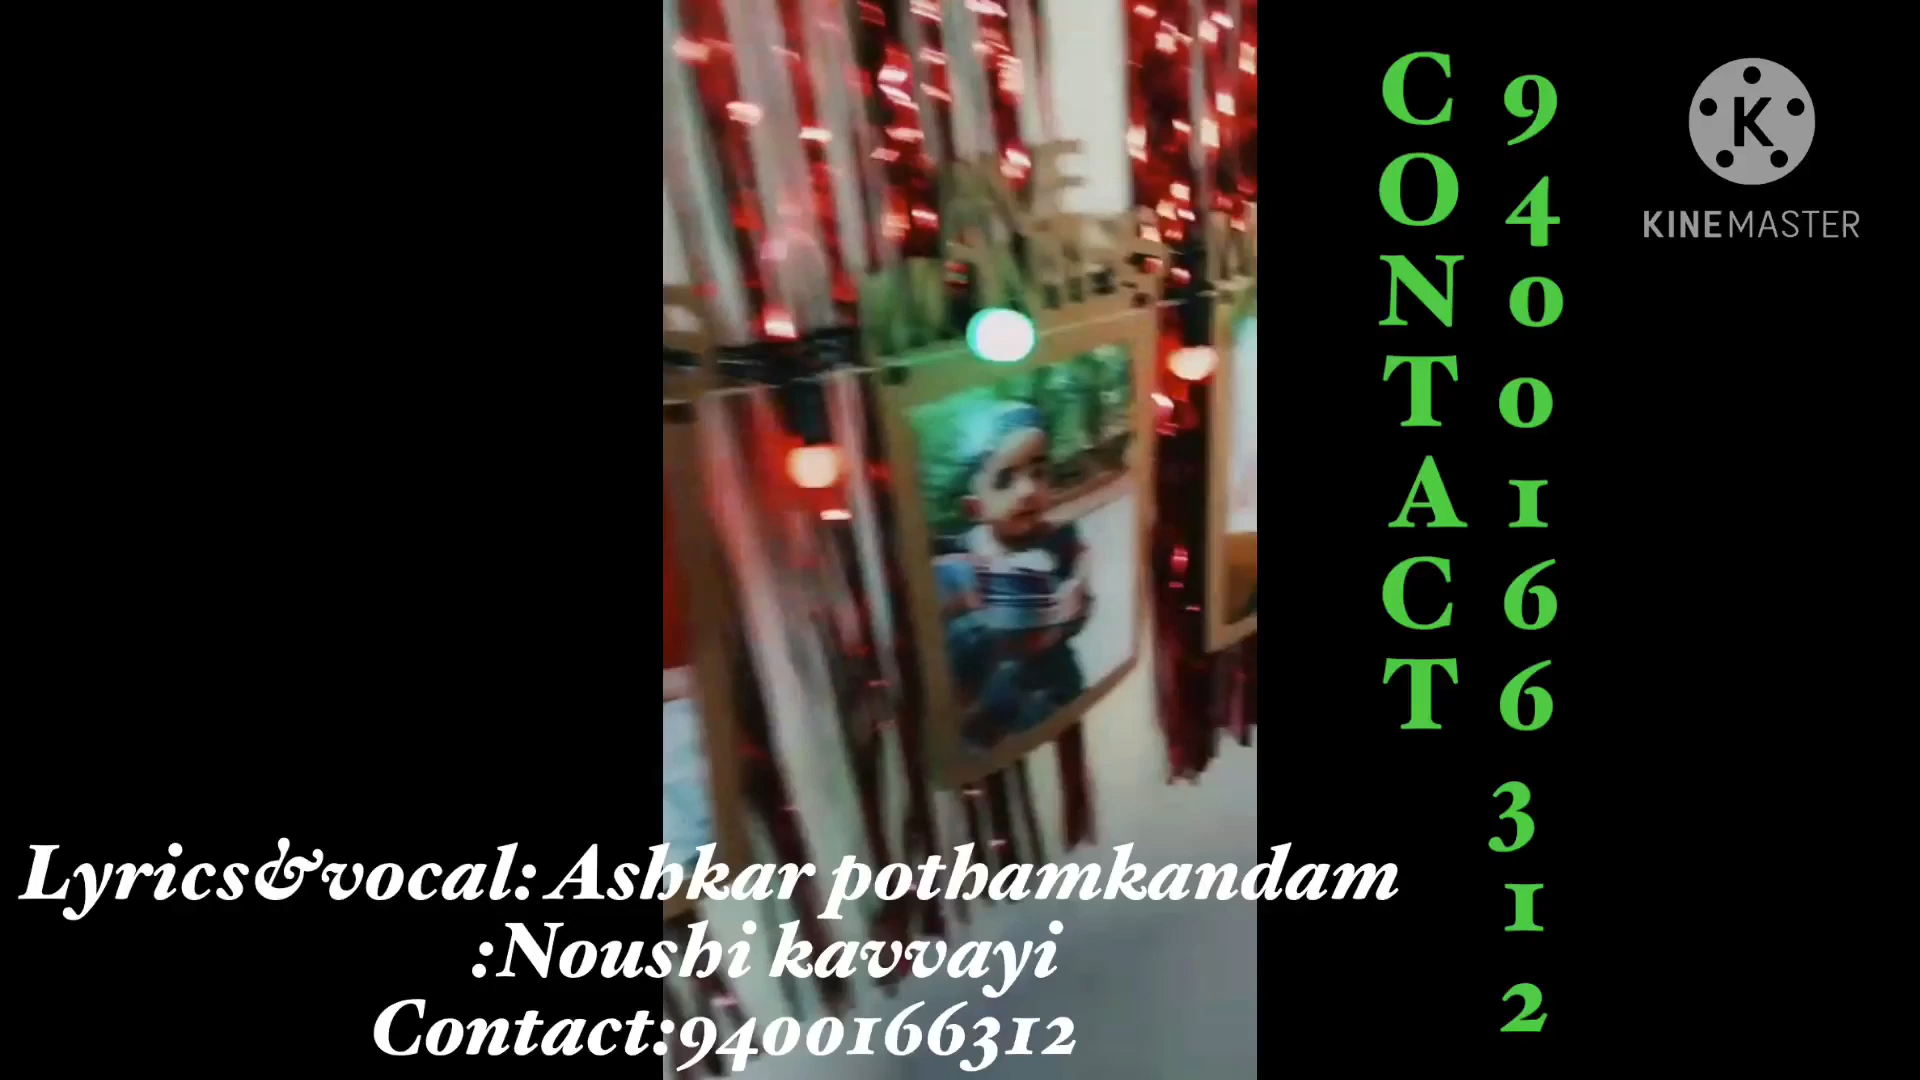 CONTACT
9400166312
KINEMASTER
Lyrics&vocal: Ashkar pothamkandam
:Noushi kavvayi
Contact:9400166312